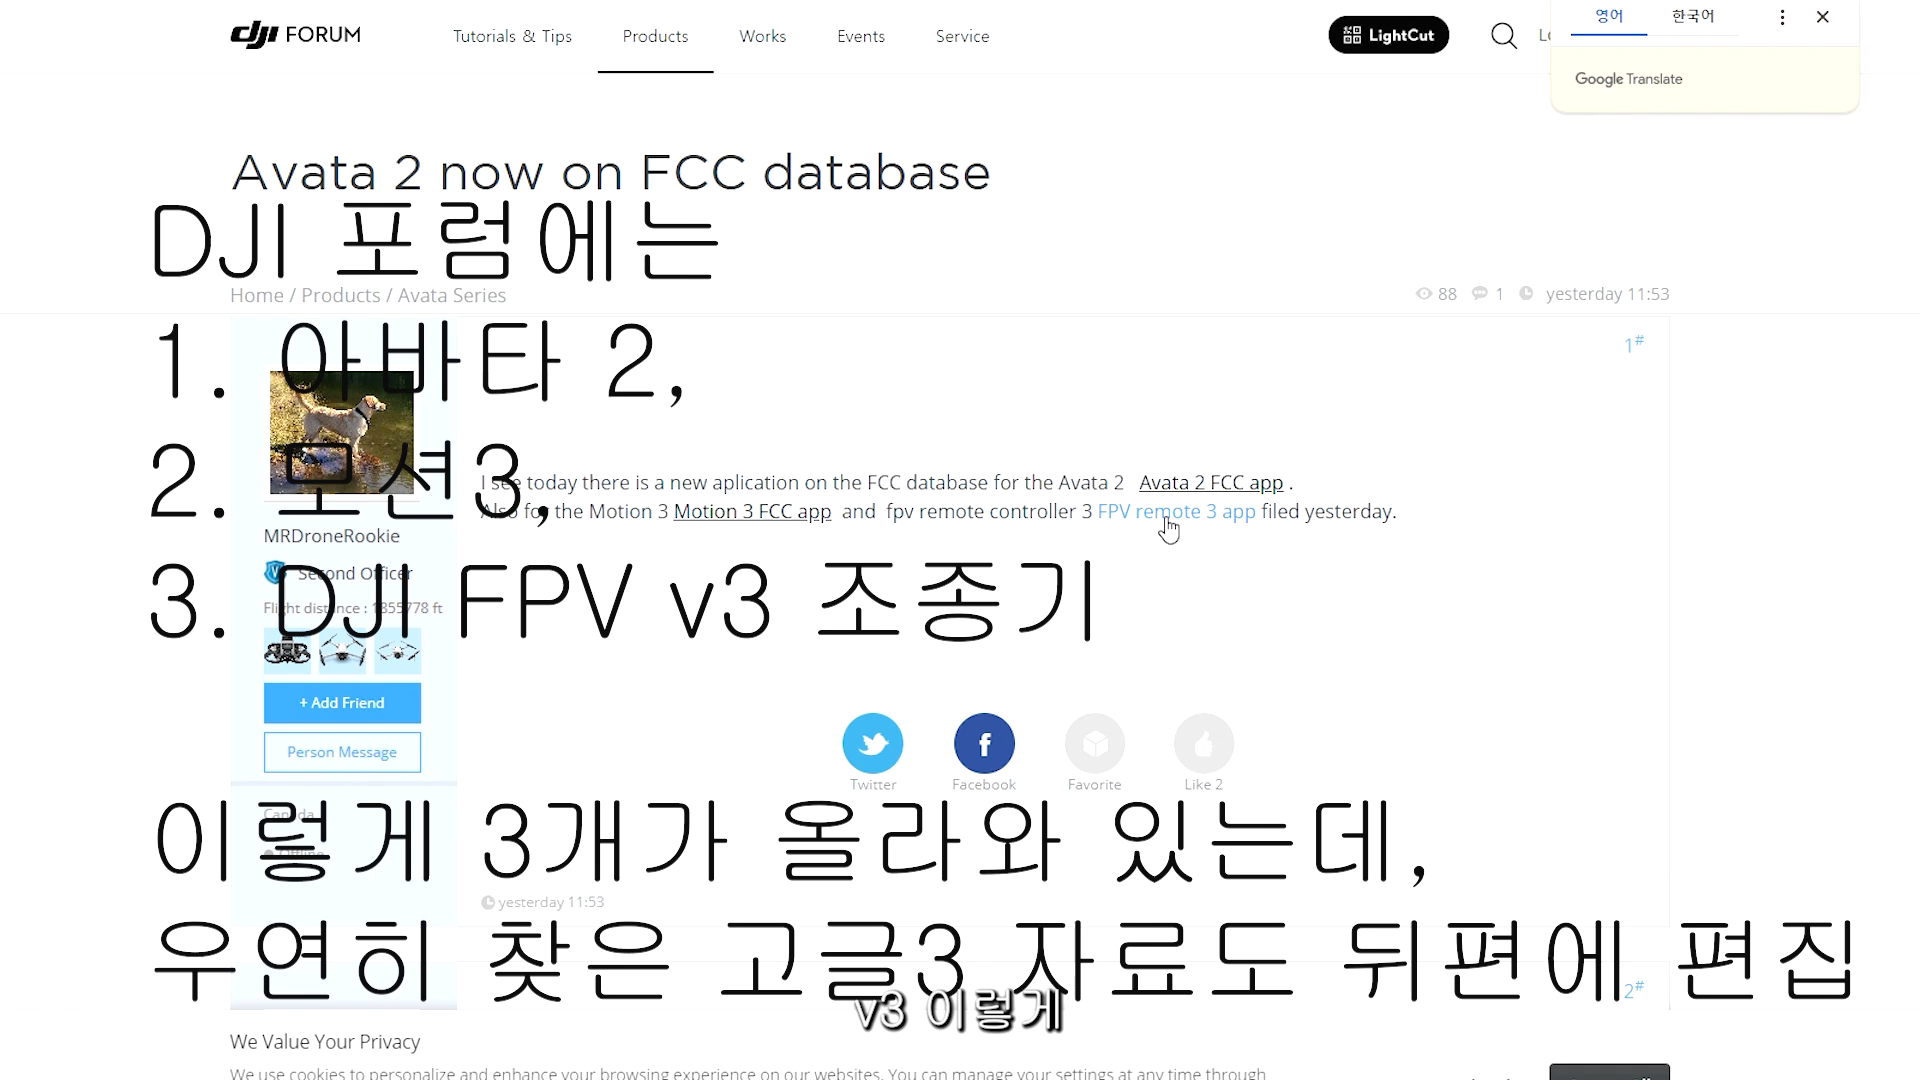 dji FORUM
Tutorials & Tips
Products
Works
Events
Service
LightCut
영어
한국어
Google Translate
Avata 2 now on FCC database
DJI 포럼에는
Home / Products / Avata Series
88
1
yesterday 11:53
1#
1. 아바타 2,
2. 모션3,
I see today there is a new aplication on the FCC database for the Avata 2 Avata 2 FCC app .
Also for the Motion 3 Motion 3 FCC app and fpv remote controller 3 FPV remote 3 app filed yesterday.
MRDroneRookie
Second Officer
3. DJI FPV v3 조종기
Flight distance : 1855778 ft
+ Add Friend
Person Message
Twitter
Facebook
Favorite
Like 2
Canada
이렇게 3개가 올라와 있는데,
Offline
yesterday 11:53
우연히 찾은 고글3 자료도 뒤편에 편집
2#
v3 이렇게
We Value Your Privacy
We use cookies to personalize and enhance your browsing experience on our websites. You can manage your settings at any time through